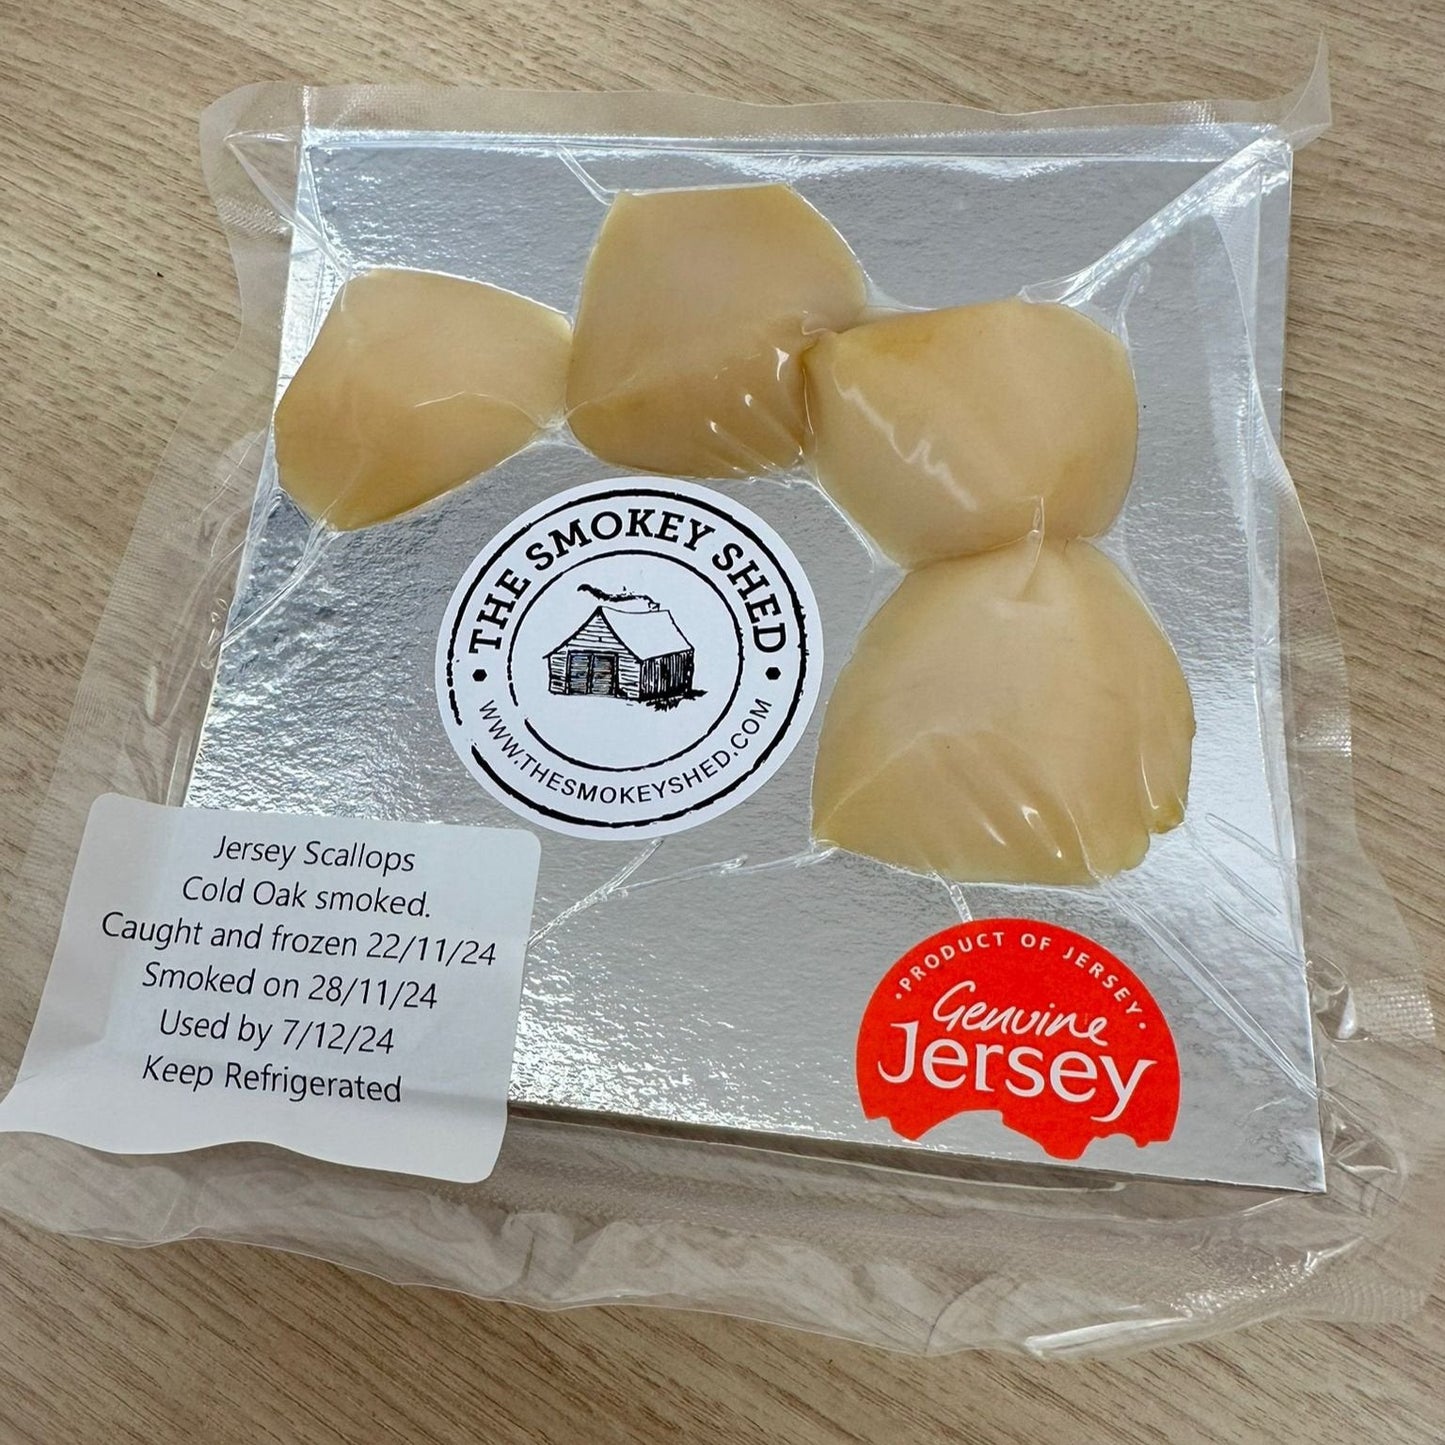 THE SMOKEY SHED
WWW.THESMOKEYSHED.COM
Jersey Scallops
Cold Oak smoked.
Caught and frozen 22/11/24
Smoked on 28/11/24
Used by 7/12/24
Keep Refrigerated
•PRODUCT OF JERSEY•
Genuine
Jersey